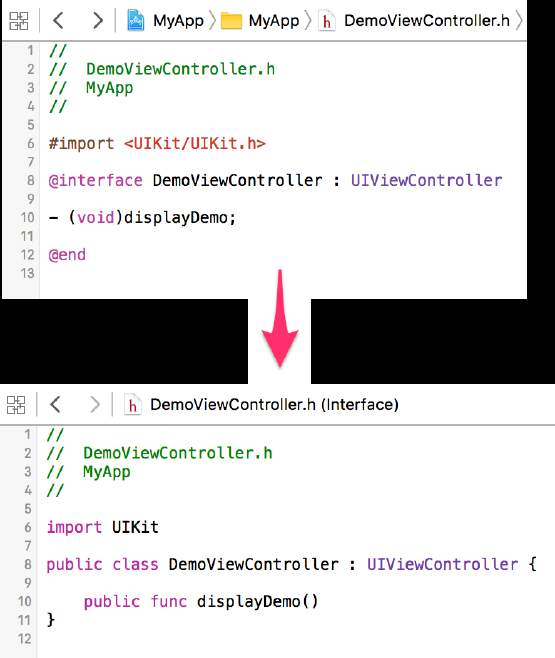 MyApp MyApp h DemoViewController.h
1 //
2 //  DemoViewController.h
3 //  MyApp
4 //
5
6 #import <UIKit/UIKit.h>
7
8 @interface DemoViewController : UIViewController
9
10 - (void)displayDemo;
11
12 @end
13
h DemoViewController.h (Interface)
1 //
2 //  DemoViewController.h
3 //  MyApp
4 //
5
6 import UIKit
7
8 public class DemoViewController : UIViewController {
9
10     public func displayDemo()
11 }
12